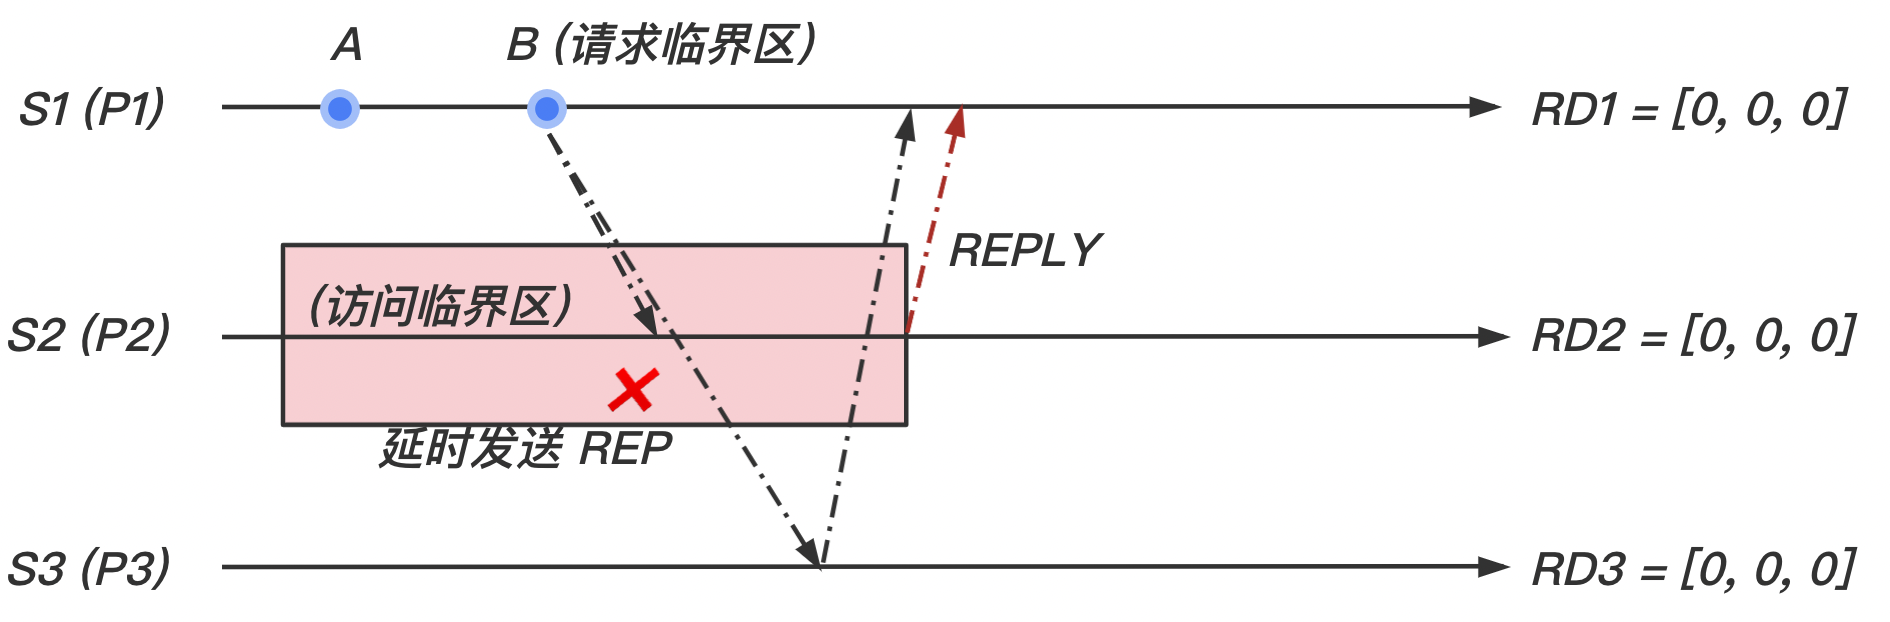 A
B (请求临界区)
S1 (P1)
RD1 = [0, 0, 0]
REPLY
(访问临界区)
S2 (P2)
RD2 = [0, 0, 0]
延时发送 REP
S3 (P3)
RD3 = [0, 0, 0]